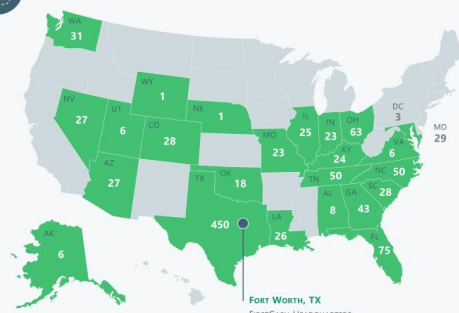 WA
31
WY
1
NV
27
UT
6
CO
28
NE
1
IL
25
IN
23
OH
63
DC
3
MD
29
MO
23
KY
24
VA
6
AZ
27
TX
450
OK
18
TN
50
NC
50
SC
28
AL
8
GA
43
LA
26
FL
75
AK
6
FORT WORTH, TX